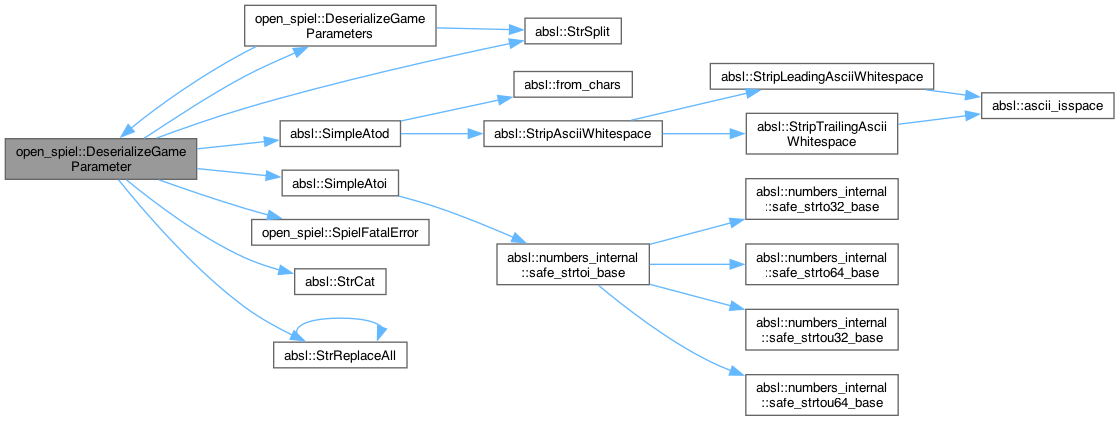 open_spiel::DeserializeGame
Parameter
open_spiel::DeserializeGame
Parameters
absl::StrSplit
absl::SimpleAtod
absl::from_chars
absl::StripAsciiWhitespace
absl::StripLeadingAsciiWhitespace
absl::StripTrailingAscii
Whitespace
absl::ascii_isspace
absl::SimpleAtoi
absl::numbers_internal
::safe_strtoi_base
absl::numbers_internal
::safe_strto32_base
absl::numbers_internal
::safe_strto64_base
absl::numbers_internal
::safe_strtou32_base
absl::numbers_internal
::safe_strtou64_base
open_spiel::SpielFatalError
absl::StrCat
absl::StrReplaceAll